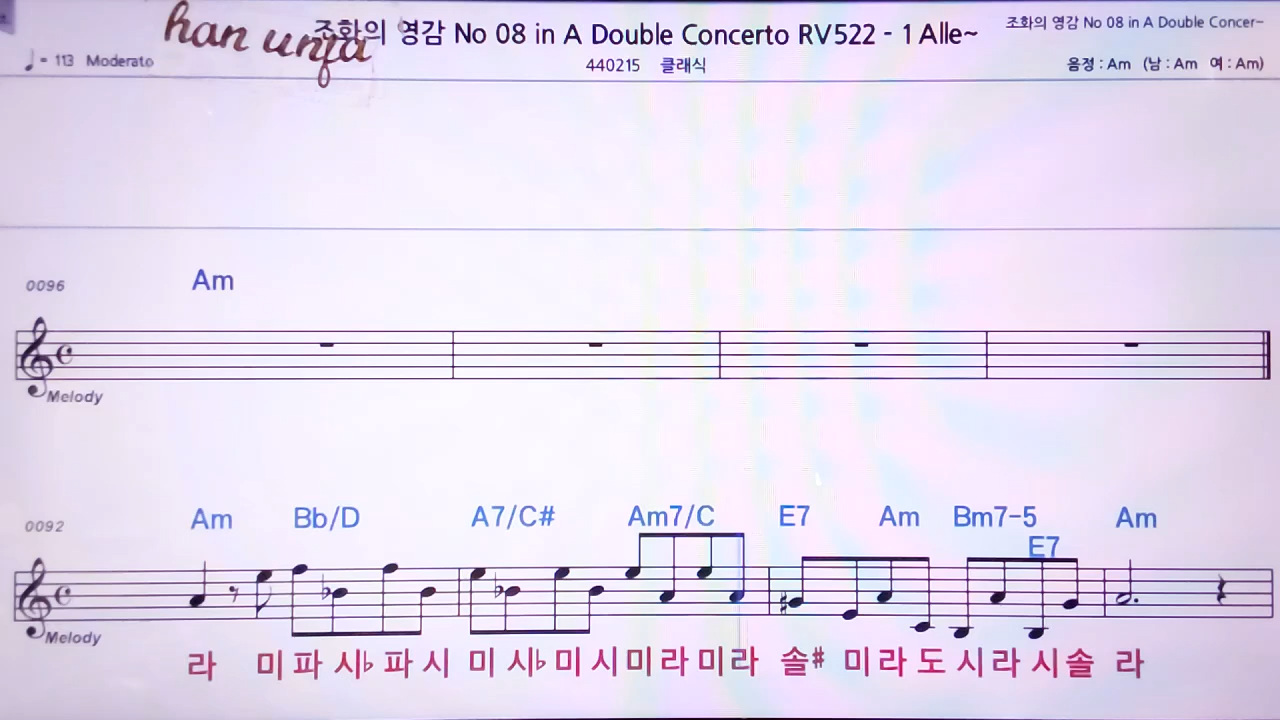 han unja
조화의 영감 No 08 in A Double Concerto RV522 - 1 Alle~
조화의 영감 No 08 in A Double Concer~
♩= 113 Moderato
440215 클래식
음정 : Am (남 : Am 여 : Am)
0096 Am
Melody
0092 Am Bb/D A7/C# Am7/C E7 Am Bm7-5 E7 Am
Melody
라 미 파 시♭ 파 시 미 시♭ 미 시 미 라 미 라 솔# 미 라 도 시 라 시 솔 라